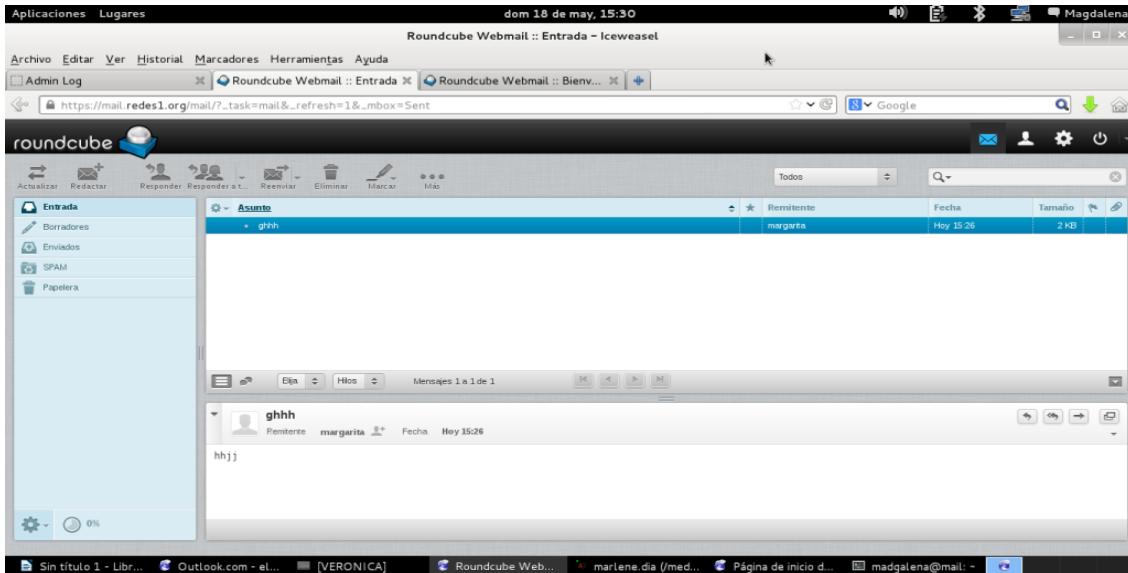 Aplicaciones Lugares dom 18 de may, 15:30 Magdalena
Roundcube Webmail :: Entrada - Iceweasel
Archivo Editar Ver Historial Marcadores Herramientas Ayuda
Admin Log Roundcube Webmail :: Entrada Roundcube Webmail :: Bienv...
https://mail.redes1.org/mail/?_task=mail&_refresh=1&_mbox=Sent Google
roundcube
Actualizar Redactar Responder Responder a t... Reenviar Eliminar Marcar Más Todos
Entrada Asunto Remitente Fecha Tamaño
Borradores ghhh margarita Hoy 15:26 2 KB
Enviados
SPAM
Papelera
Elija Hilos Mensajes 1 a 1 de 1
ghhh
Remitente margarita Fecha Hoy 15:26
hhjj
0%
Sin título 1 - Libr... Outlook.com - el... [VERONICA] Roundcube Web... marlene.dia (/med... Página de inicio d... madgalena@mail: ~